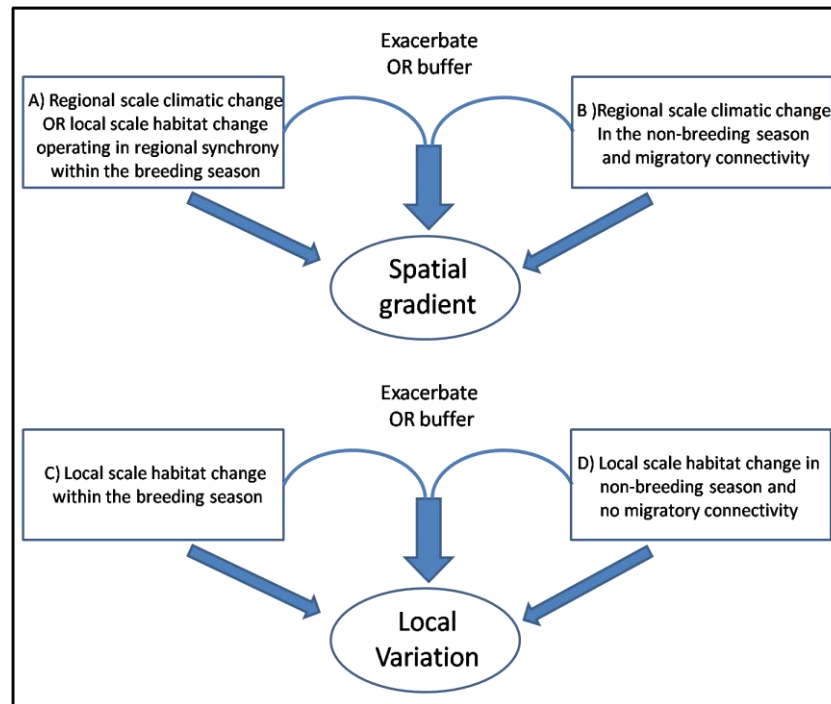 Exacerbate
OR buffer
A) Regional scale climatic change
OR local scale habitat change
operating in regional synchrony
within the breeding season
B )Regional scale climatic change
In the non-breeding season
and migratory connectivity
Spatial
gradient
Exacerbate
OR buffer
C) Local scale habitat change
within the breeding season
D) Local scale habitat change in
non-breeding season and
no migratory connectivity
Local
Variation